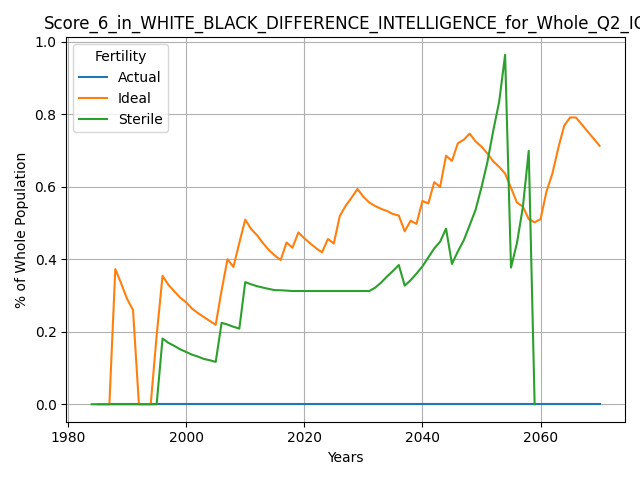 Score_6_in_WHITE_BLACK_DIFFERENCE_INTELLIGENCE_for_Whole_Q2_IC
Fertility
Actual
Ideal
Sterile
% of Whole Population
1.0
0.8
0.6
0.4
0.2
0.0
1980 2000 2020 2040 2060
Years